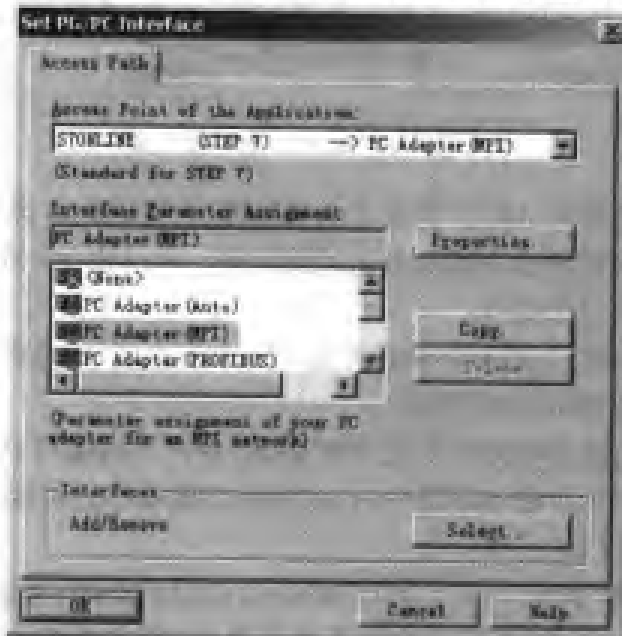 Set PG/PC Interface
Access Path
Access Point of the Application:
S7ONLINE (STEP 7) --> PC Adapter(MPI)
(Standard for STEP 7)
Interface Parameter Assignment
PC Adapter(MPI)
Properties
(None)
PC Adapter(Auto)
PC Adapter(MPI)
PC Adapter(PROFIBUS)
Copy
Delete
(Parameter assignment of your PC
adapter for an MPI network)
Interfaces
Add/Remove
Select...
OK
Cancel
Help